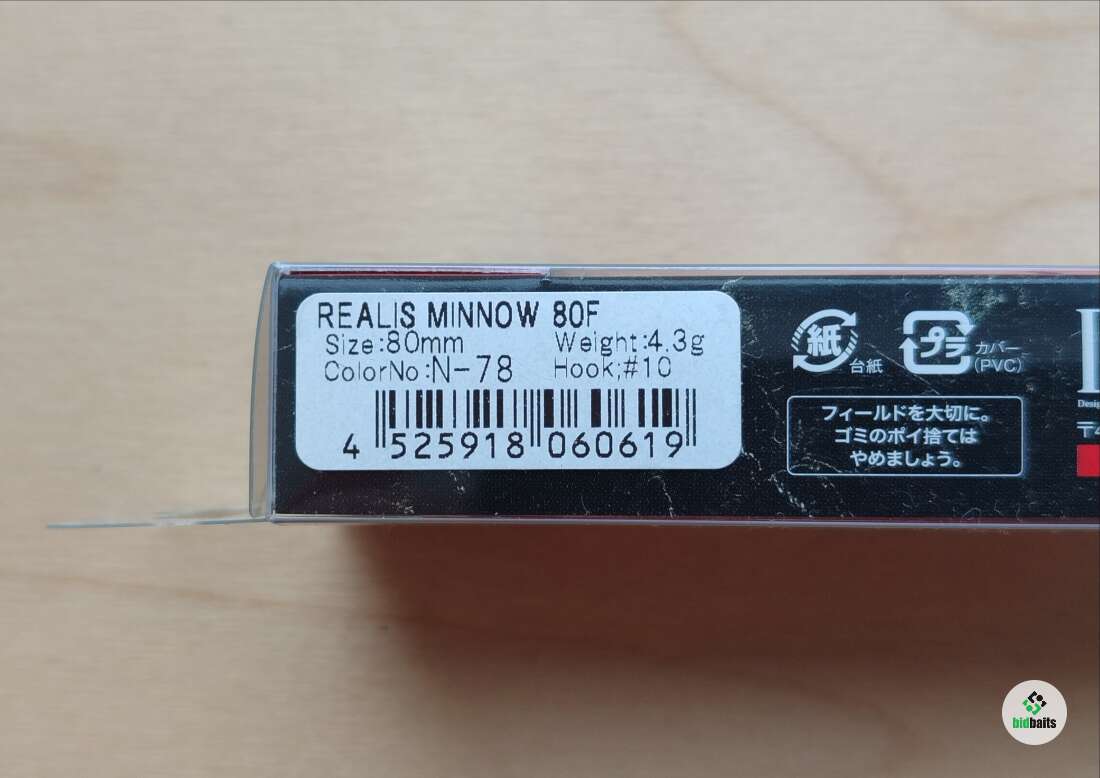 REALIS MINNOW 80F
Size:80mm Weight:4.3g
ColorNo:N-78 Hook;#10
4 525918 060619
紙 台紙
プラ カバー
(PVC)
フィールドを大切に。
ゴミのポイ捨ては
やめましょう。
Desig
〒4
bidbaits